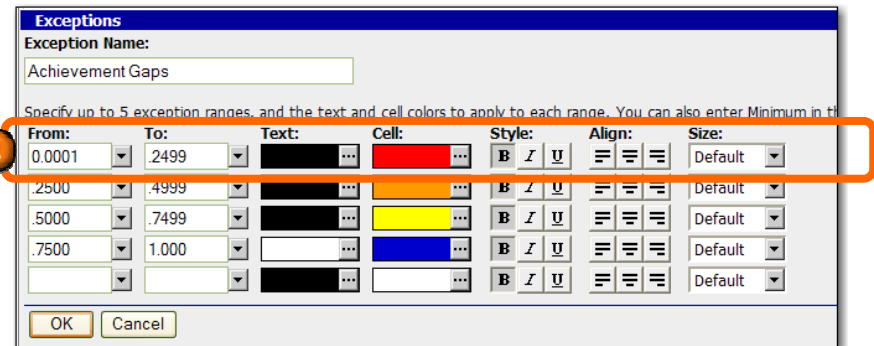 Exceptions
Exception Name:
Achievement Gaps
Specify up to 5 exception ranges, and the text and cell colors to apply to each range. You can also enter Minimum in th
From: To: Text: Cell: Style: Align: Size:
0.0001 .2499 ... ... B I U Default
.2500 .4999 ... ... B I U Default
.5000 .7499 ... ... B I U Default
.7500 1.000 ... ... B I U Default
... ... B I U Default
OK Cancel